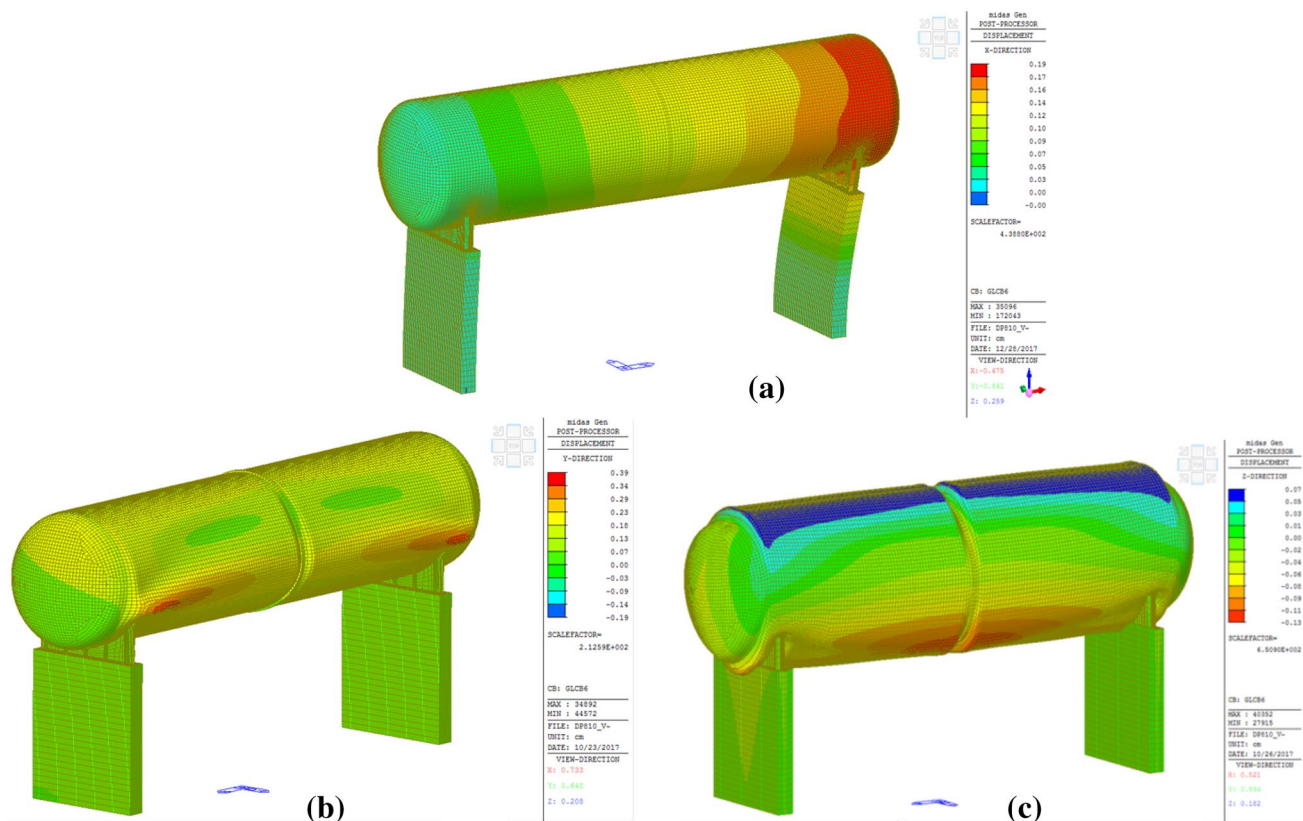 midas Gen
POST-PROCESSOR
DISPLACEMENT
X-DIRECTION
0.19
0.17
0.16
0.14
0.12
0.10
0.09
0.07
0.05
0.03
0.00
-0.00
SCALEFACTOR=
4.3880E+002
CB: GLCB6
MAX : 35096
MIN : 172043
FILE: DP810_V~
UNIT: cm
DATE: 12/28/2017
VIEW-DIRECTION
X:-0.475
Z: 0.259
(a)
midas Gen
POST-PROCESSOR
DISPLACEMENT
Y-DIRECTION
0.39
0.34
0.29
0.23
0.18
0.13
0.07
0.00
-0.03
-0.09
-0.14
-0.19
SCALEFACTOR=
2.1259E+002
CB: GLCB6
MAX : 34892
MIN : 44572
FILE: DP810_V~
UNIT: cm
DATE: 10/23/2017
VIEW-DIRECTION
X: 0.733
Z: 0.208
(b)
midas Gen
POST-PROCESSOR
DISPLACEMENT
Z-DIRECTION
0.07
0.05
0.03
0.01
0.00
-0.02
-0.04
-0.06
-0.08
-0.09
-0.11
-0.13
SCALEFACTOR=
6.5090E+002
CB: GLCB6
MAX : 40352
MIN : 27915
FILE: DP810_V~
UNIT: cm
DATE: 10/26/2017
VIEW-DIRECTION
X: 0.521
Z: 0.182
(c)